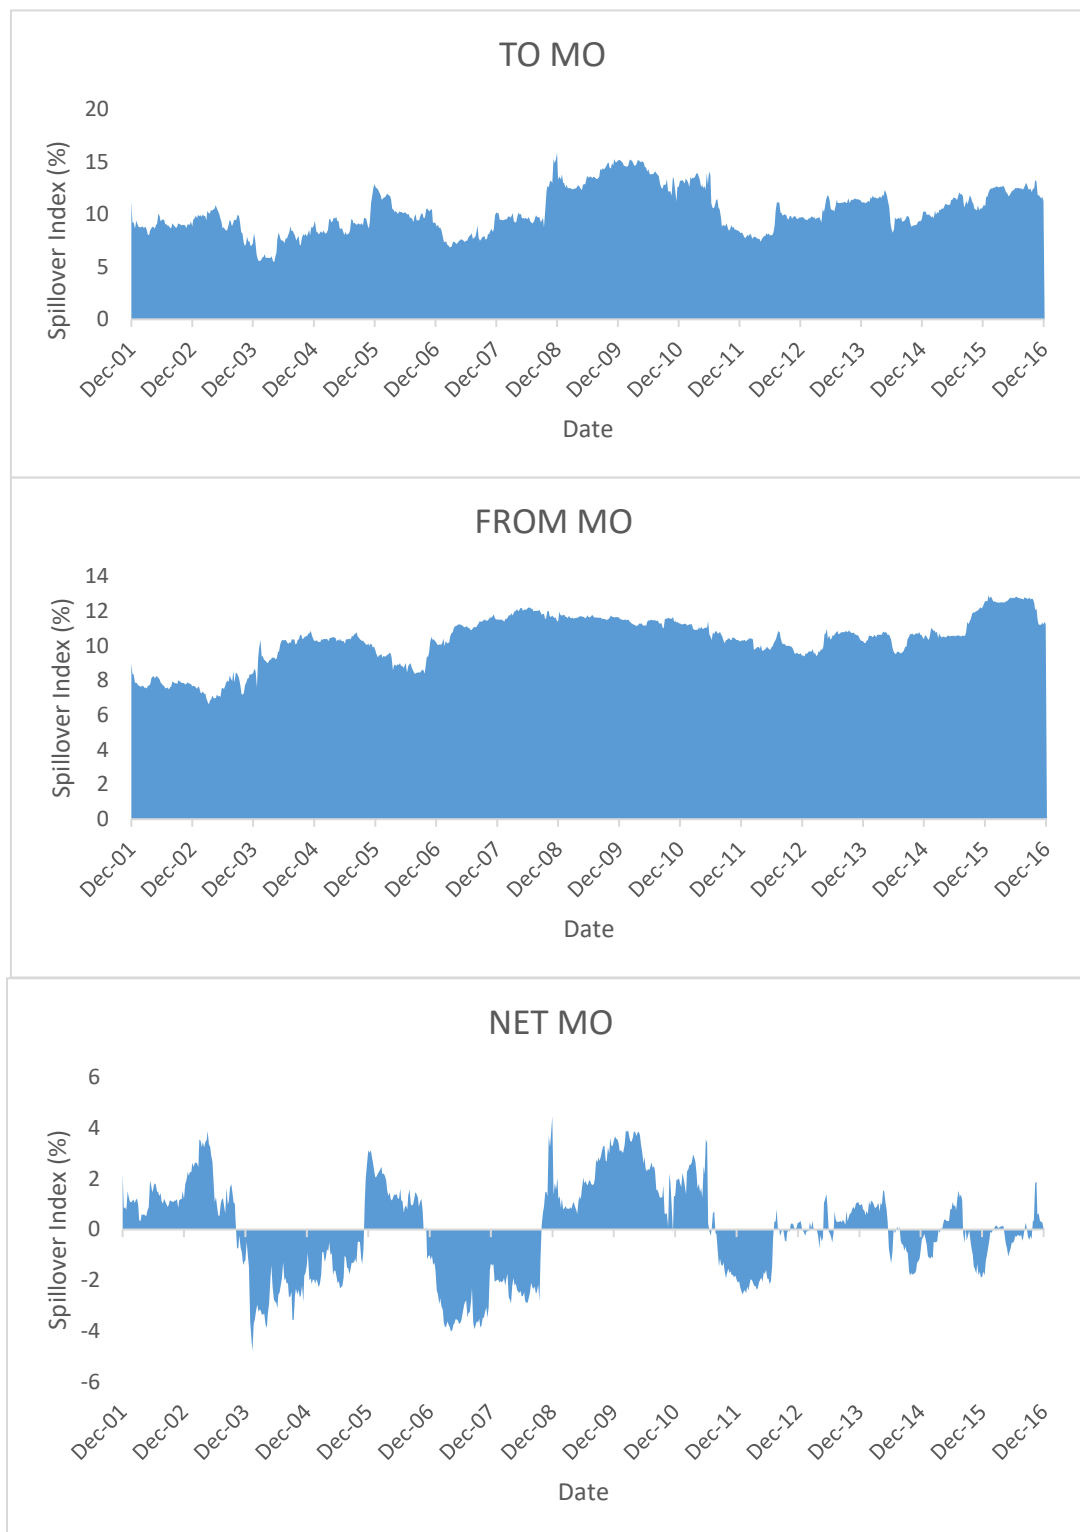 TO MO
20
15
10
5
0
Spillover Index (%)
Dec-01
Dec-02
Dec-03
Dec-04
Dec-05
Dec-06
Dec-07
Dec-08
Dec-09
Dec-10
Dec-11
Dec-12
Dec-13
Dec-14
Dec-15
Dec-16
Date
FROM MO
14
12
10
8
6
4
2
0
Spillover Index (%)
Dec-01
Dec-02
Dec-03
Dec-04
Dec-05
Dec-06
Dec-07
Dec-08
Dec-09
Dec-10
Dec-11
Dec-12
Dec-13
Dec-14
Dec-15
Dec-16
Date
NET MO
6
4
2
0
-2
-4
-6
Spillover Index (%)
Dec-01
Dec-02
Dec-03
Dec-04
Dec-05
Dec-06
Dec-07
Dec-08
Dec-09
Dec-10
Dec-11
Dec-12
Dec-13
Dec-14
Dec-15
Dec-16
Date